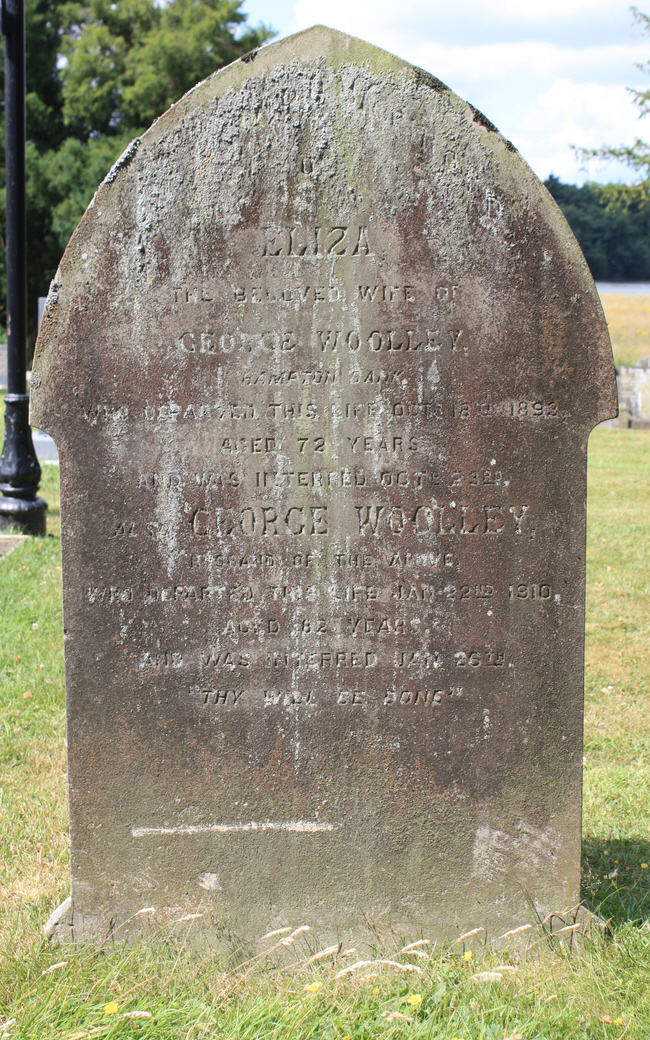 ELIZA
THE BELOVED WIFE OF
GEORGE WOOLLEY,
HAMPTON BANK,
WHO DEPARTED THIS LIFE OCT. 18TH 1893,
AGED 72 YEARS
AND WAS INTERRED OCT. 23RD.
ALSO GEORGE WOOLLEY,
HUSBAND OF THE ABOVE,
WHO DEPARTED THIS LIFE JAN 22ND 1910,
AGED 82 YEARS
AND WAS INTERRED JAN 26TH.
"THY WILL BE DONE"